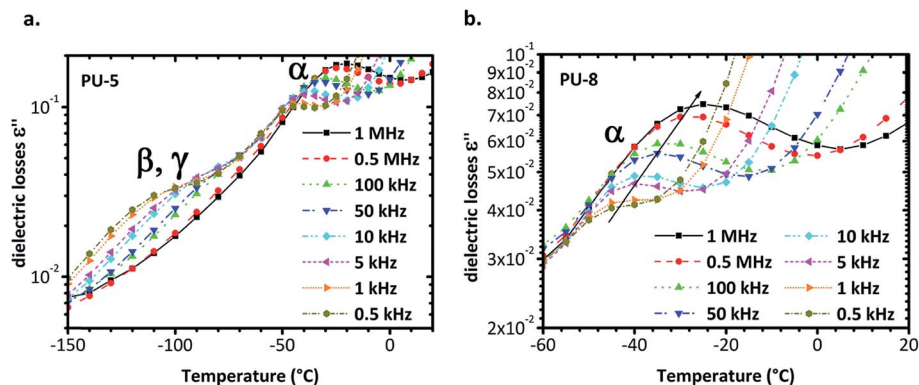 a.
PU-5
α
β, γ
1 MHz
0.5 MHz
100 kHz
50 kHz
10 kHz
5 kHz
1 kHz
0.5 kHz
dielectric losses ε''
10⁻¹
10⁻²
-150
-100
-50
0
Temperature (°C)
b.
PU-8
α
1 MHz
0.5 MHz
100 kHz
50 kHz
10 kHz
5 kHz
1 kHz
0.5 kHz
dielectric losses ε''
10⁻¹
9x10⁻²
8x10⁻²
7x10⁻²
6x10⁻²
5x10⁻²
4x10⁻²
3x10⁻²
2x10⁻²
-60
-40
-20
0
20
Temperature (°C)